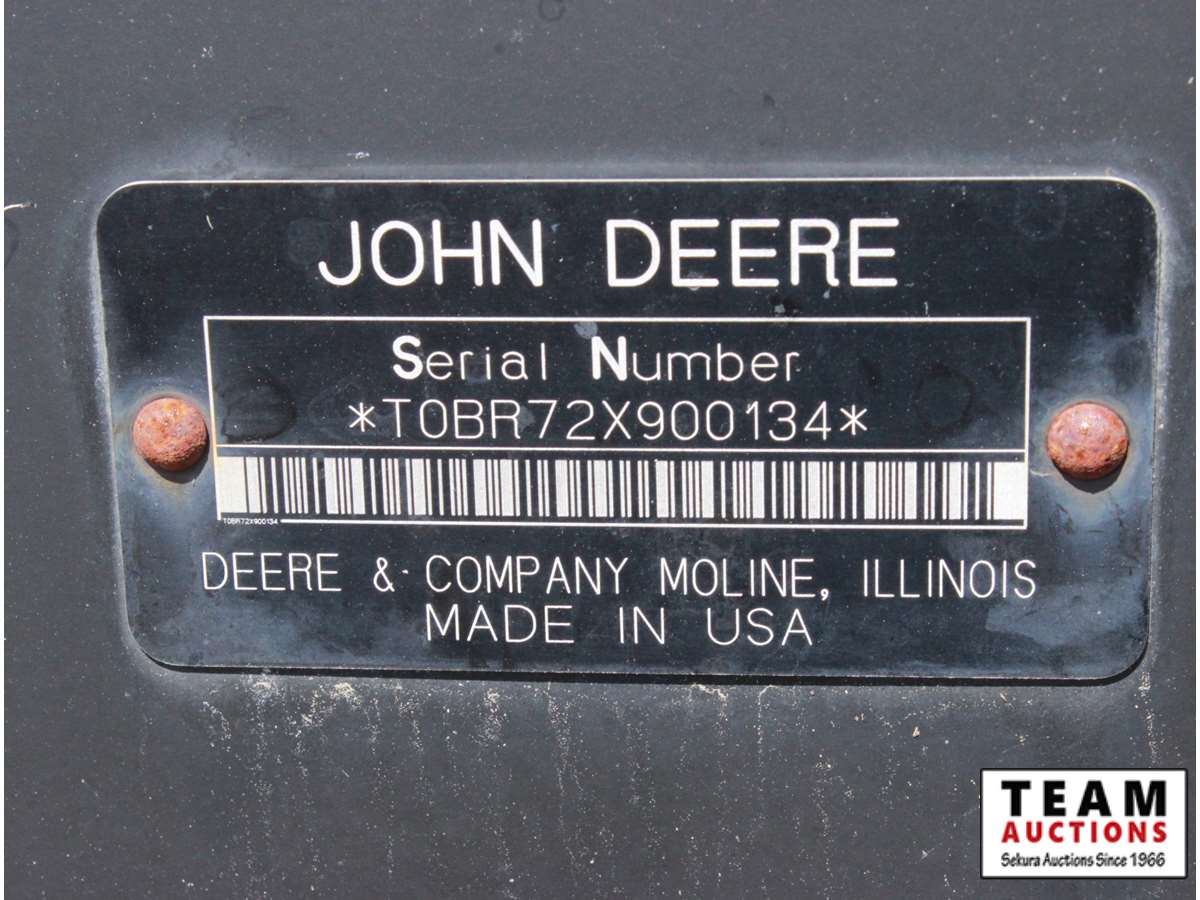 JOHN DEERE
Serial Number
*T0BR72X900134*
T0BR72X900134
DEERE & COMPANY MOLINE, ILLINOIS
MADE IN USA
TEAM
AUCTIONS
Sekura Auctions Since 1966